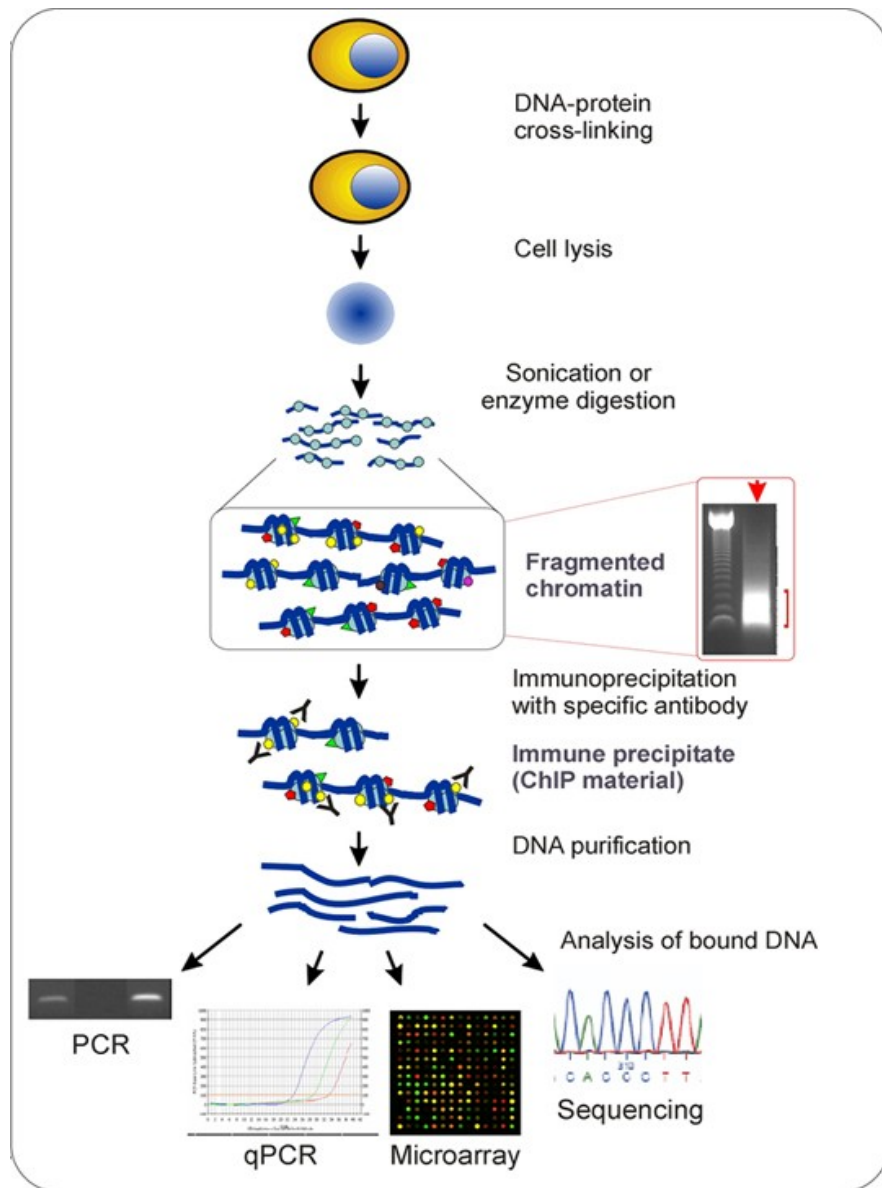 DNA-protein
cross-linking
Cell lysis
Sonication or
enzyme digestion
Fragmented
chromatin
Immunoprecipitation
with specific antibody
Immune precipitate
(ChIP material)
DNA purification
Analysis of bound DNA
PCR
qPCR
Microarray
C A C C C T T
Sequencing